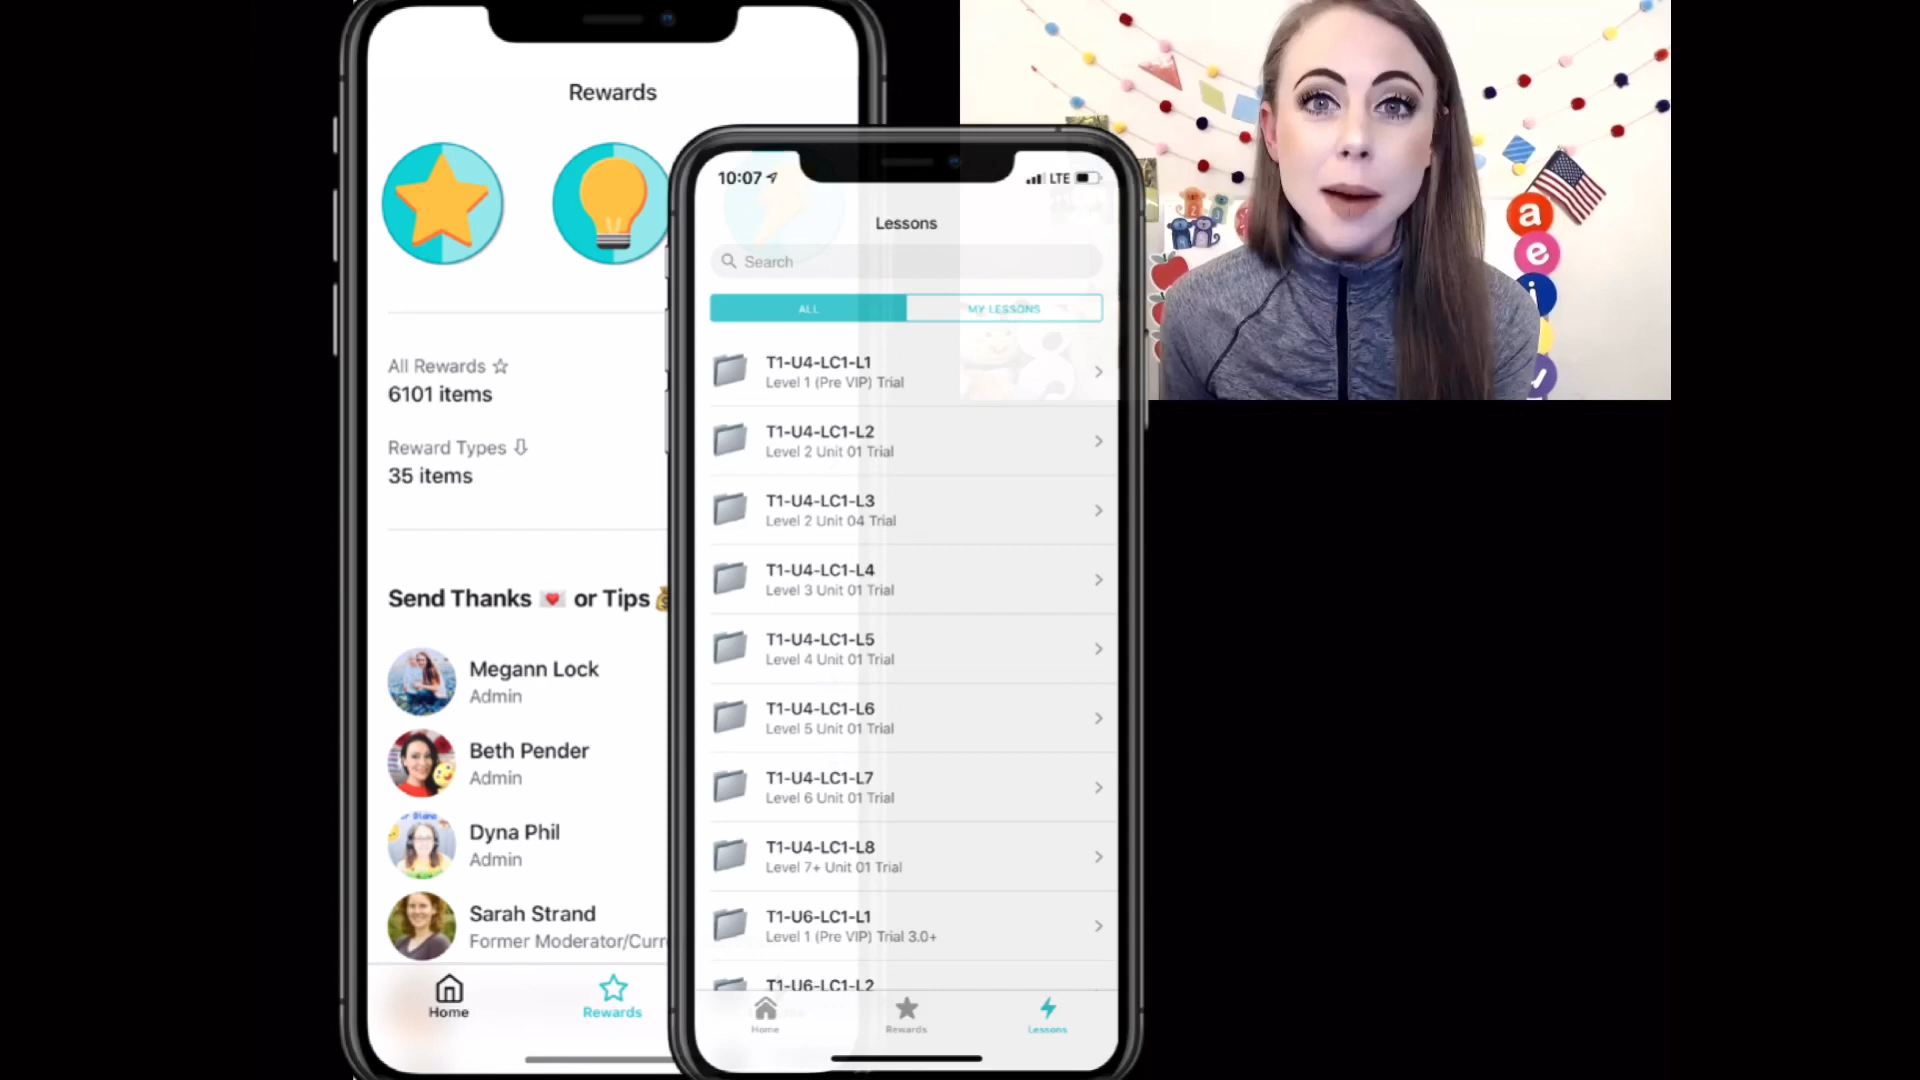 Rewards
All Rewards
6101 items
Reward Types
35 items
Send Thanks 💌 or Tips
Megann Lock
Admin
Beth Pender
Admin
Dyna Phil
Admin
Sarah Strand
Former Moderator/Curr
Home
Rewards
10:07
LTE
Lessons
Search
ALL
MY LESSONS
T1-U4-LC1-L1
Level 1 (Pre VIP) Trial
T1-U4-LC1-L2
Level 2 Unit 01 Trial
T1-U4-LC1-L3
Level 2 Unit 04 Trial
T1-U4-LC1-L4
Level 3 Unit 01 Trial
T1-U4-LC1-L5
Level 4 Unit 01 Trial
T1-U4-LC1-L6
Level 5 Unit 01 Trial
T1-U4-LC1-L7
Level 6 Unit 01 Trial
T1-U4-LC1-L8
Level 7+ Unit 01 Trial
T1-U6-LC1-L1
Level 1 (Pre VIP) Trial 3.0+
T1-U6-LC1-L2
Home
Rewards
Lessons
a
e
i